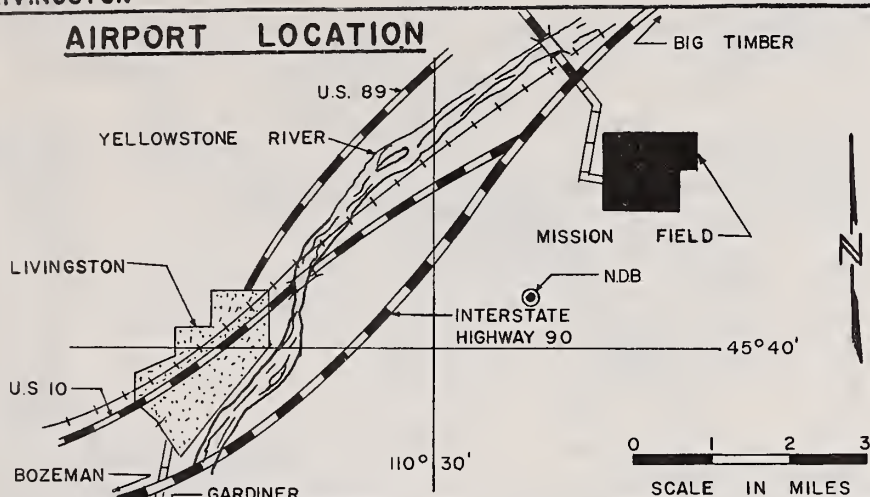 LIVINGSTON
AIRPORT LOCATION
BIG TIMBER
U.S. 89
YELLOWSTONE RIVER
MISSION FIELD
N
LIVINGSTON
N.D.B.
INTERSTATE
HIGHWAY 90
45° 40'
U.S 10
110° 30'
0 1 2 3
BOZEMAN
SCALE IN MILES
GARDINER